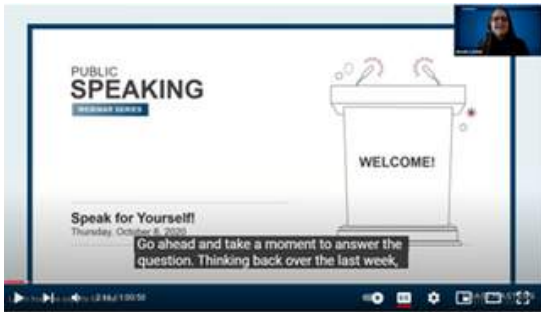 PUBLIC
SPEAKING
WEBINAR SERIES
WELCOME!
Speak for Yourself!
Thursday, October 8, 2020
Go ahead and take a moment to answer the
question. Thinking back over the last week,